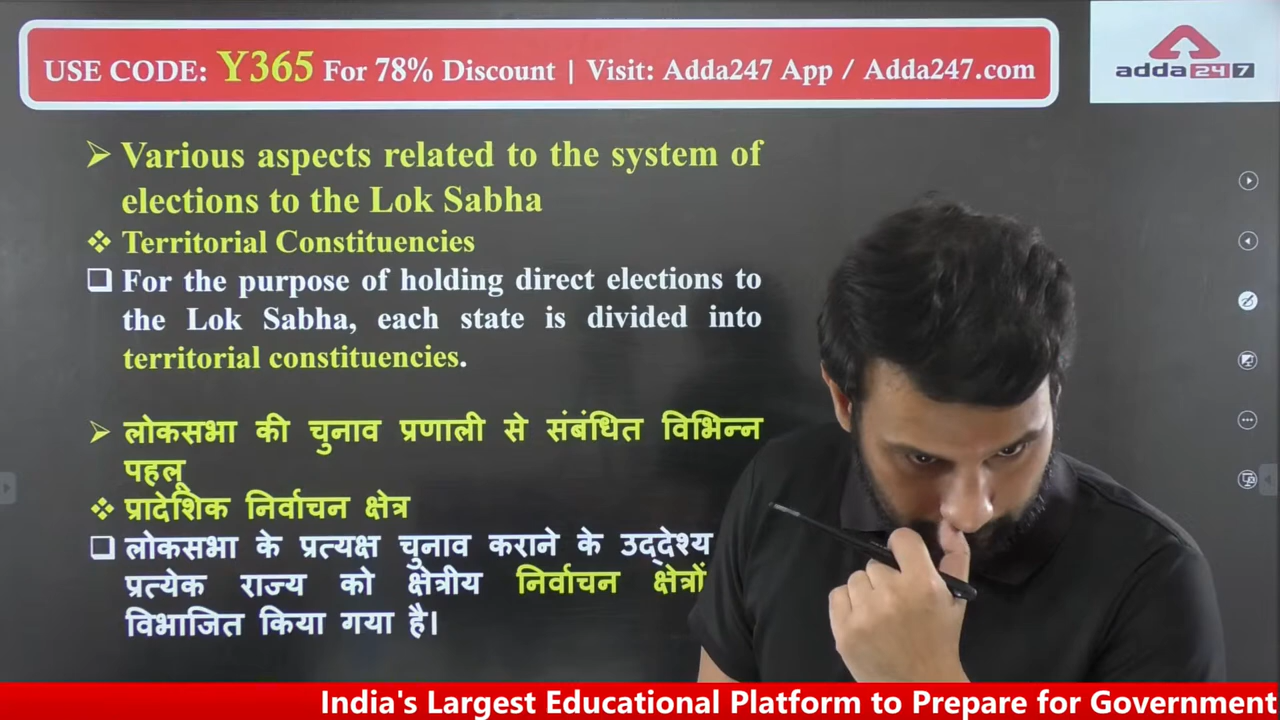 USE CODE: Y365 For 78% Discount | Visit: Adda247 App / Adda247.com
adda247
➢ Various aspects related to the system of
elections to the Lok Sabha
❖ Territorial Constituencies
❑ For the purpose of holding direct elections to
the Lok Sabha, each state is divided into
territorial constituencies.
➢ लोकसभा की चुनाव प्रणाली से संबंधित विभिन्न
पहलू
❖ प्रादेशिक निर्वाचन क्षेत्र
❑ लोकसभा के प्रत्यक्ष चुनाव कराने के उद्देश्य
प्रत्येक राज्य को क्षेत्रीय निर्वाचन क्षेत्रों
विभाजित किया गया है।
India's Largest Educational Platform to Prepare for Government